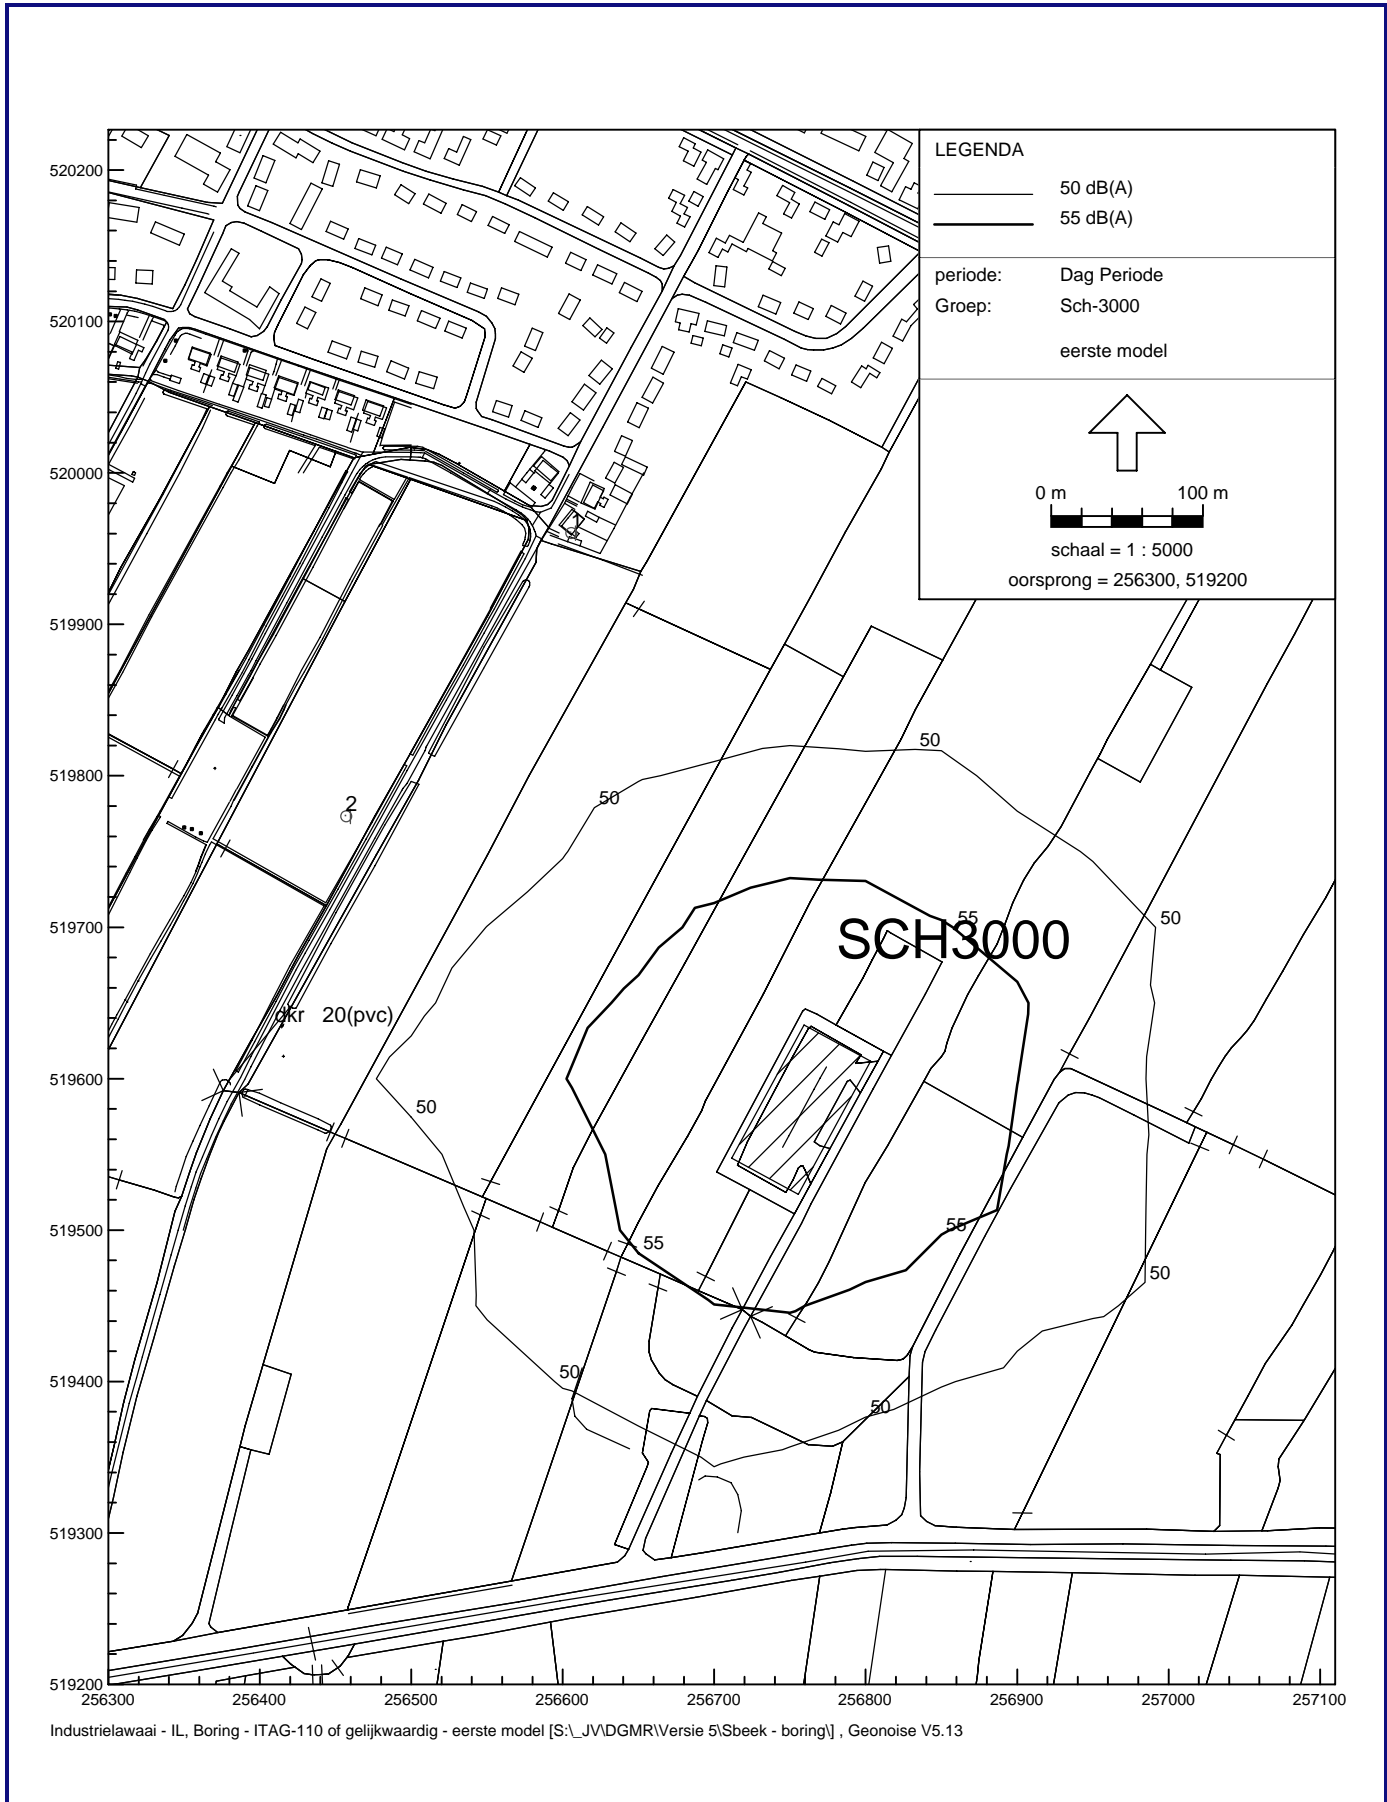 LEGENDA
50 dB(A)
55 dB(A)
periode: Dag Periode
Groep: Sch-3000
eerste model
0 m 100 m
schaal = 1 : 5000
oorsprong = 256300, 519200
520200
520100
520000
519900
519800
519700
519600
519500
519400
519300
519200
50
50
2
55
50
SCH3000
dkr 20(pvc)
50
55
55
50
50
50
256300 256400 256500 256600 256700 256800 256900 257000 257100
Industrielawaai - IL, Boring - ITAG-110 of gelijkwaardig - eerste model [S:\_JV\DGMR\Versie 5\Sbeek - boring\] , Geonoise V5.13